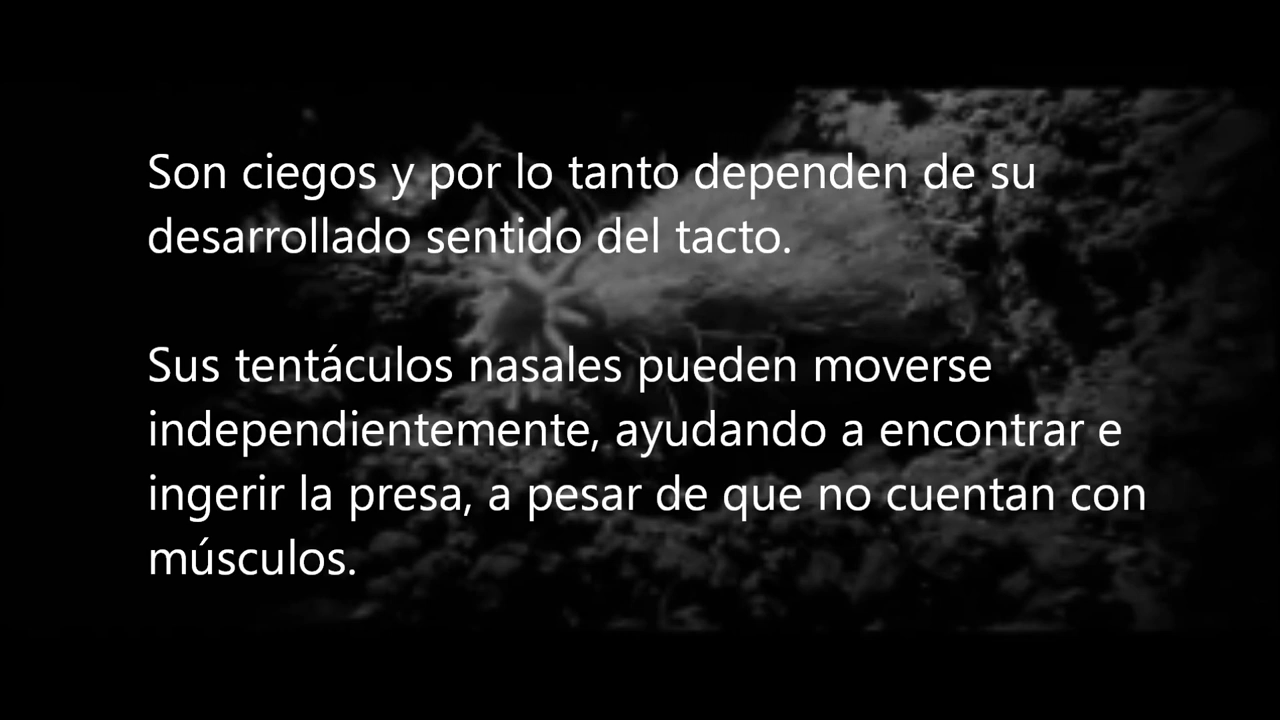 Son ciegos y por lo tanto dependen de su
desarrollado sentido del tacto.
Sus tentáculos nasales pueden moverse
independientemente, ayudando a encontrar e
ingerir la presa, a pesar de que no cuentan con
músculos.